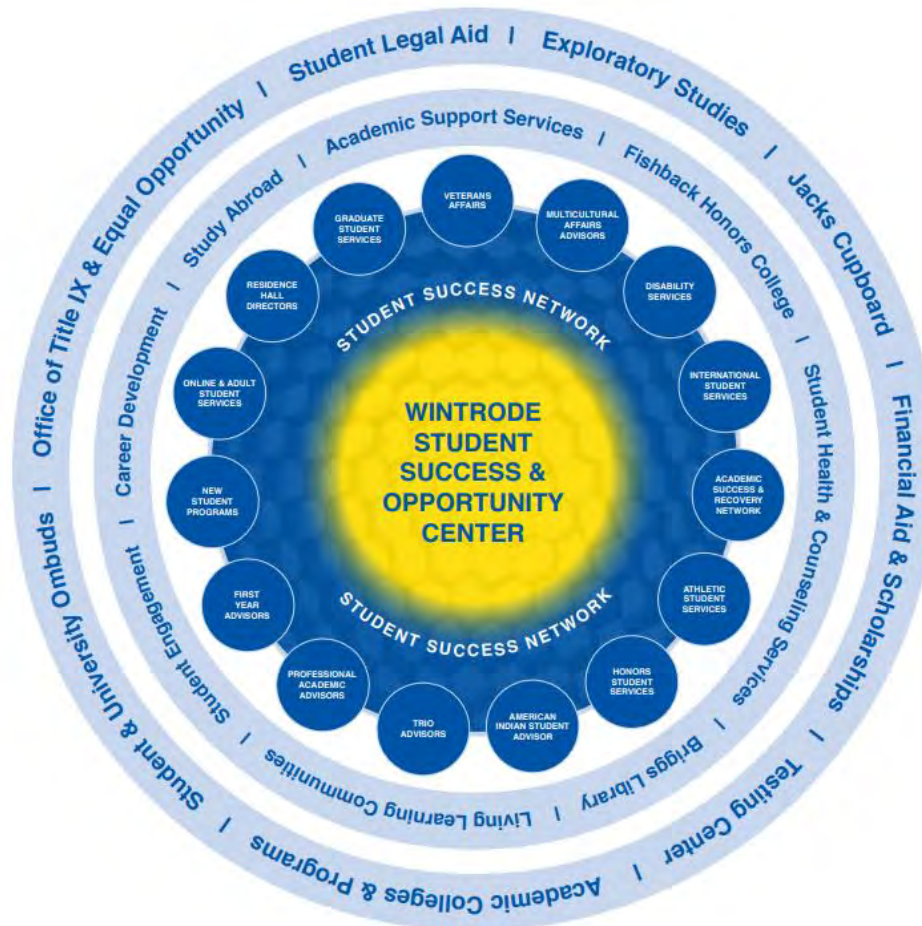 Office of Title IX & Equal Opportunity | Student Legal Aid | Exploratory Studies | Jacks Cupboard | Financial Aid & Scholarships | Testing Center | Academic Colleges & Programs | Student & University Ombuds |
Career Development | Study Abroad | Academic Support Services | Fishback Honors College | Student Health & Counseling Services | Briggs Library | Living Learning Communities | Student Engagement |
VETERANS
AFFAIRS
MULTICULTURAL
AFFAIRS
ADVISORS
DISABILITY
SERVICES
INTERNATIONAL
STUDENT
SERVICES
ACADEMIC
SUCCESS &
RECOVERY
NETWORK
ATHLETIC
STUDENT
SERVICES
HONORS
STUDENT
SERVICES
AMERICAN
INDIAN STUDENT
ADVISOR
TRIO
ADVISORS
PROFESSIONAL
ACADEMIC
ADVISORS
FIRST
YEAR
ADVISORS
NEW
STUDENT
PROGRAMS
ONLINE & ADULT
STUDENT
SERVICES
RESIDENCE
HALL
DIRECTORS
GRADUATE
STUDENT
SERVICES
STUDENT SUCCESS NETWORK
WINTRODE
STUDENT
SUCCESS &
OPPORTUNITY
CENTER
STUDENT SUCCESS NETWORK